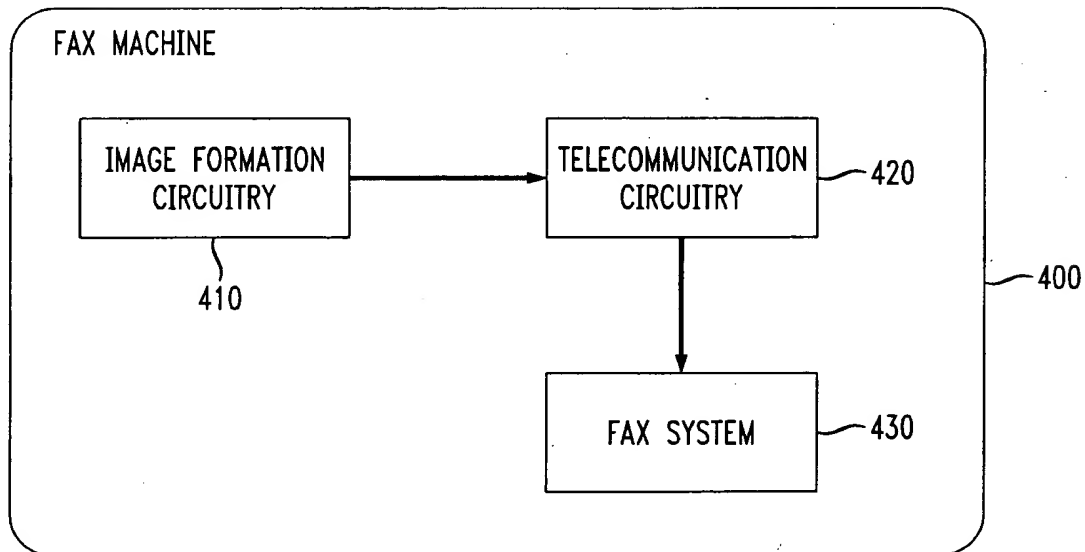 FAX MACHINE
IMAGE FORMATION
CIRCUITRY
410
TELECOMMUNICATION
CIRCUITRY
420
400
FAX SYSTEM
430